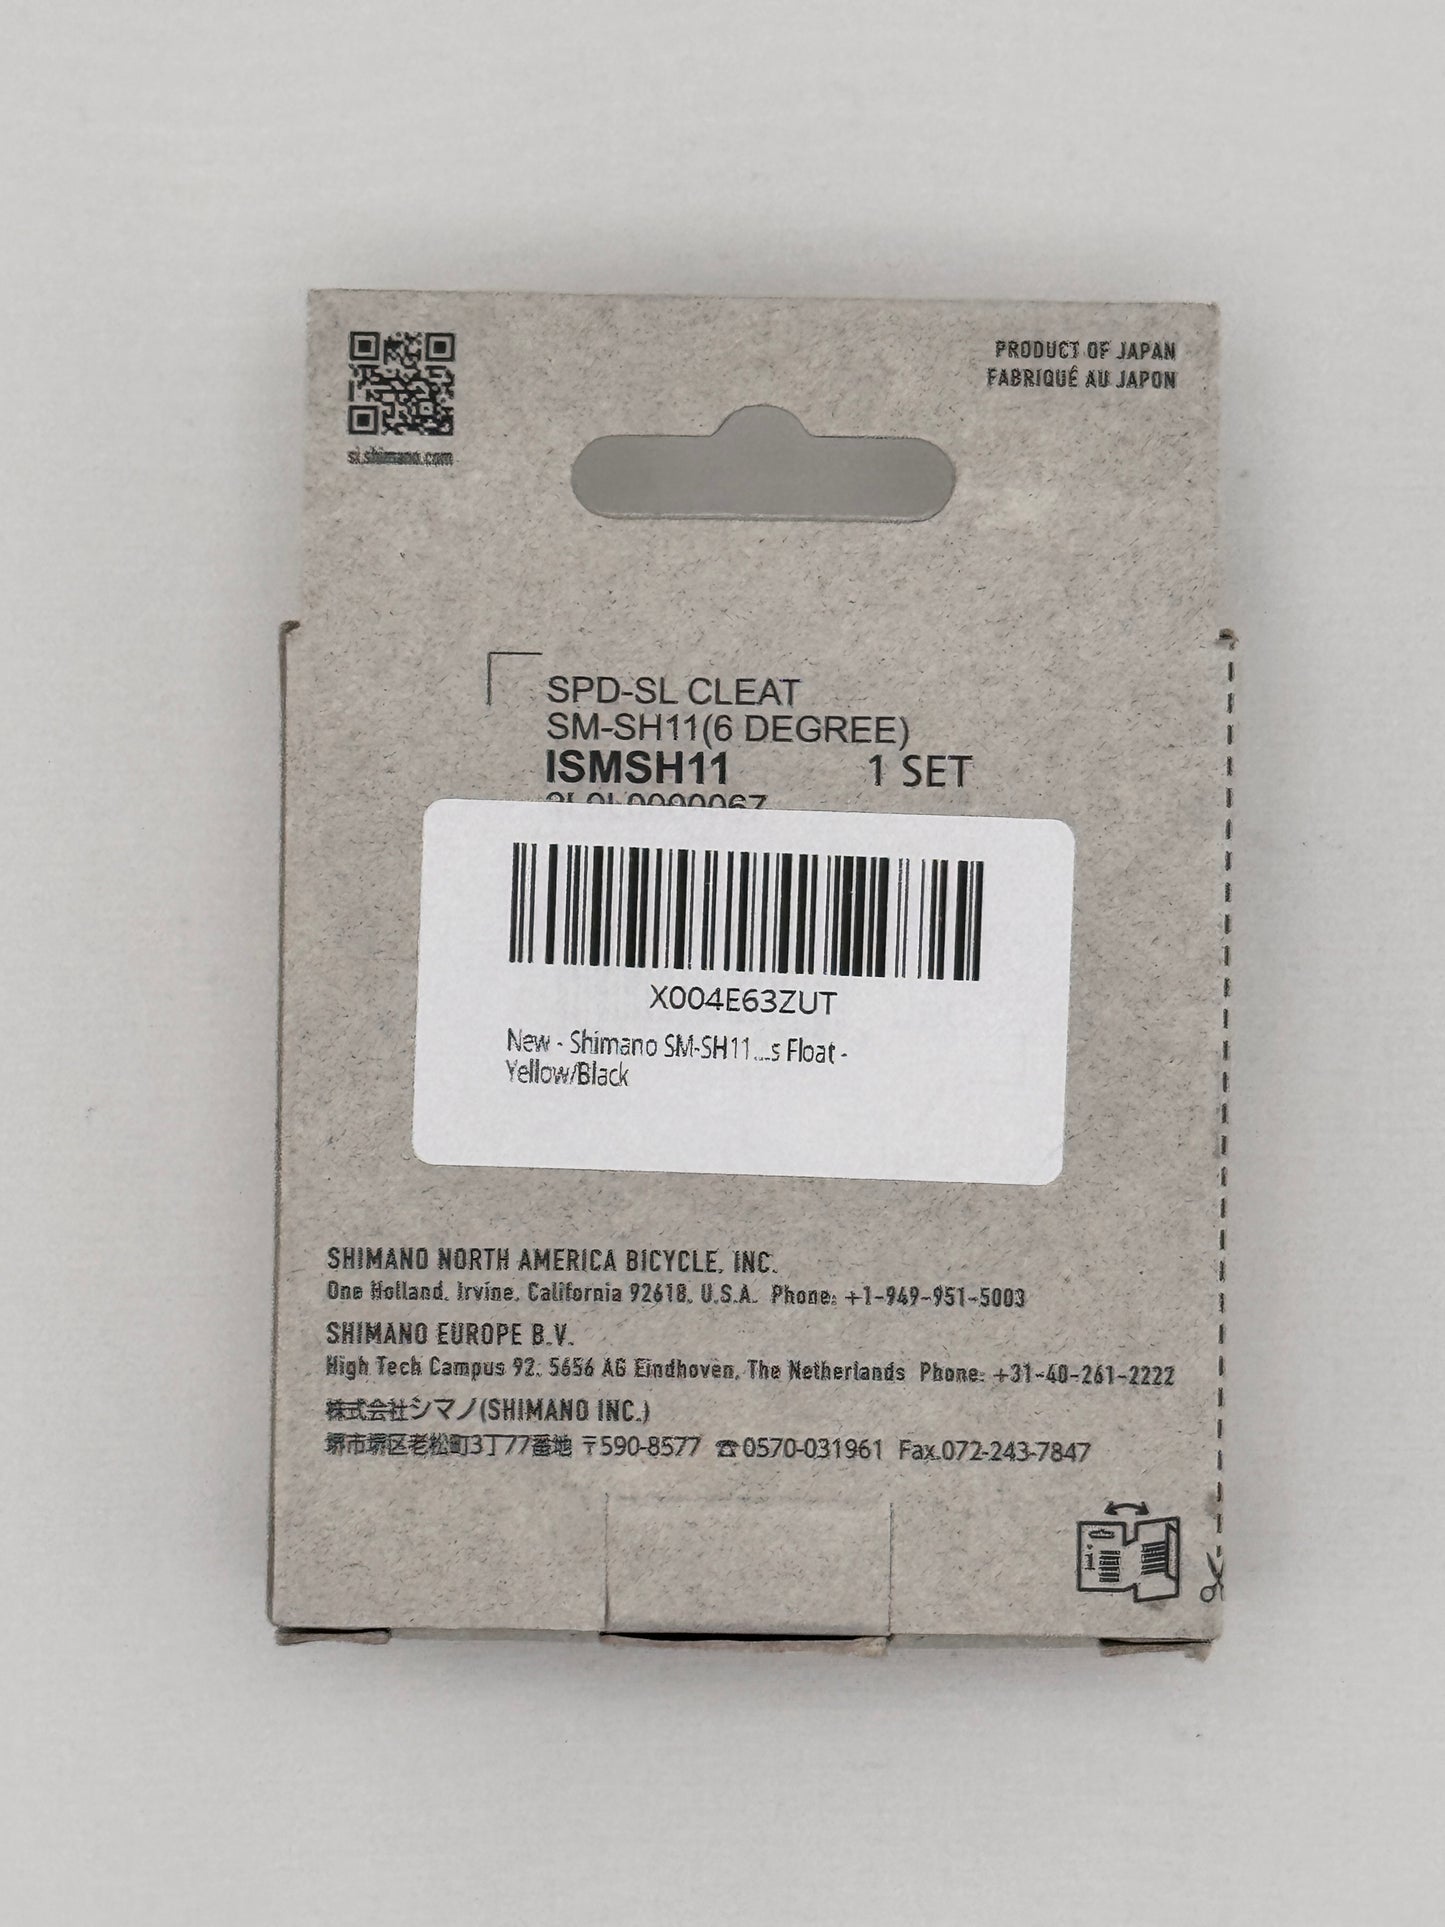 si.shimano.com
PRODUCT OF JAPAN
FABRIQUÉ AU JAPON
SPD-SL CLEAT
SM-SH11(6 DEGREE)
ISMSH11 1 SET
X004E63ZUT
New - Shimano SM-SH11...s Float -
Yellow/Black
SHIMANO NORTH AMERICA BICYCLE, INC.
One Holland, Irvine, California 92618, U.S.A. Phone: +1-949-951-5003
SHIMANO EUROPE B.V.
High Tech Campus 92, 5656 AG Eindhoven, The Netherlands Phone: +31-40-261-2222
株式会社シマノ(SHIMANO INC.)
堺市堺区老松町3丁77番地 〒590-8577 ☎0570-031961 Fax.072-243-7847